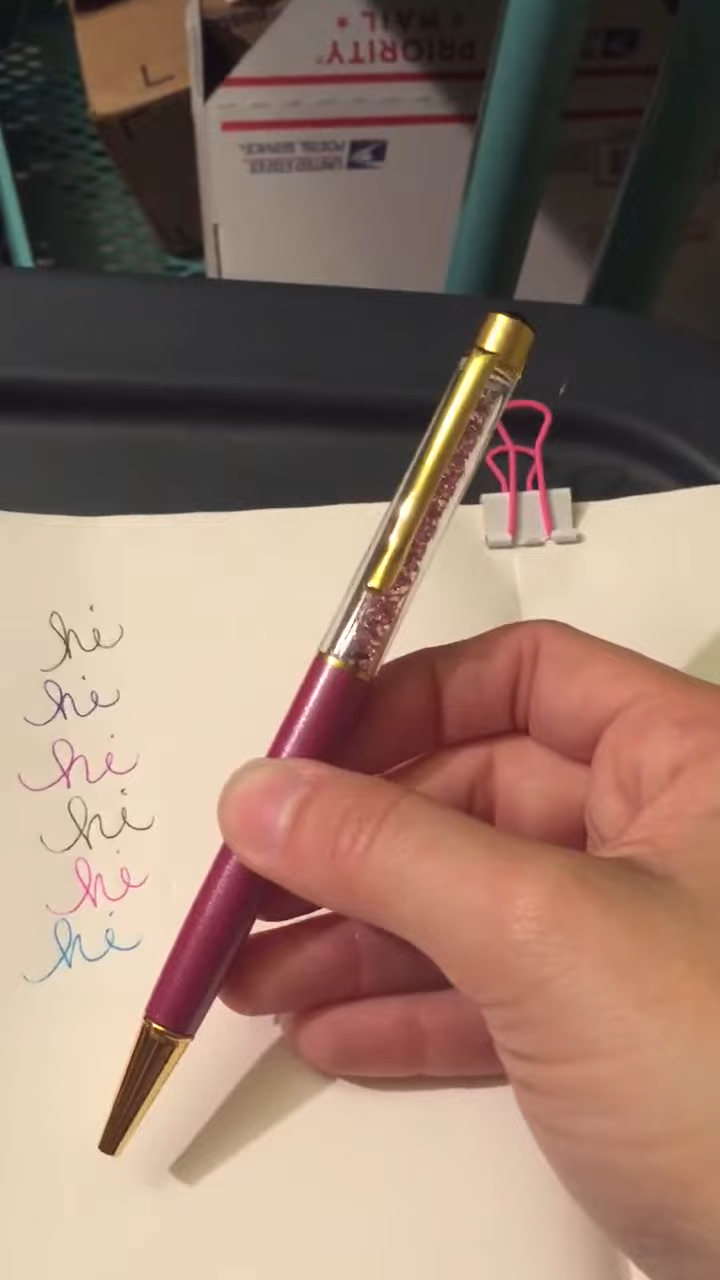 PRIORITY
★ MAIL ★
UNITED STATES
POSTAL SERVICE
hi
hi
hi
hi
hi
hi